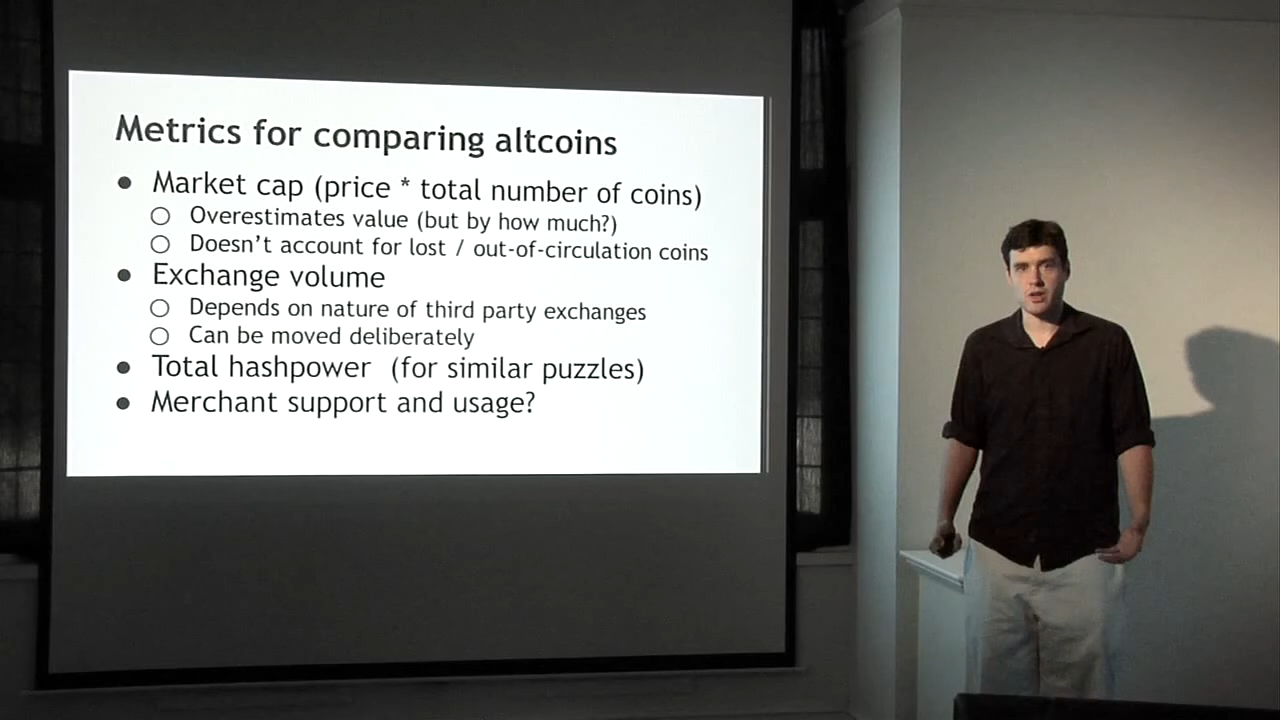 Metrics for comparing altcoins
● Market cap (price * total number of coins)
○ Overestimates value (but by how much?)
○ Doesn't account for lost / out-of-circulation coins
● Exchange volume
○ Depends on nature of third party exchanges
○ Can be moved deliberately
● Total hashpower (for similar puzzles)
● Merchant support and usage?